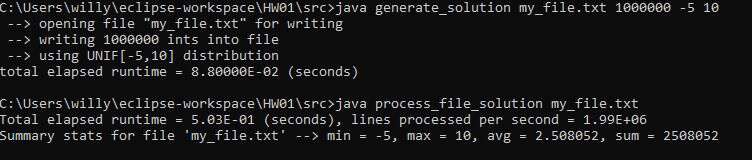 C:\Users\willy\eclipse-workspace\HW01\src>java generate_solution my_file.txt 1000000 -5 10
--> opening file "my_file.txt" for writing
--> writing 1000000 ints into file
--> using UNIF[-5,10] distribution
total elapsed runtime = 8.80000E-02 (seconds)
C:\Users\willy\eclipse-workspace\HW01\src>java process_file_solution my_file.txt
Total elapsed runtime = 5.03E-01 (seconds), lines processed per second = 1.99E+06
Summary stats for file 'my_file.txt' --> min = -5, max = 10, avg = 2.508052, sum = 2508052